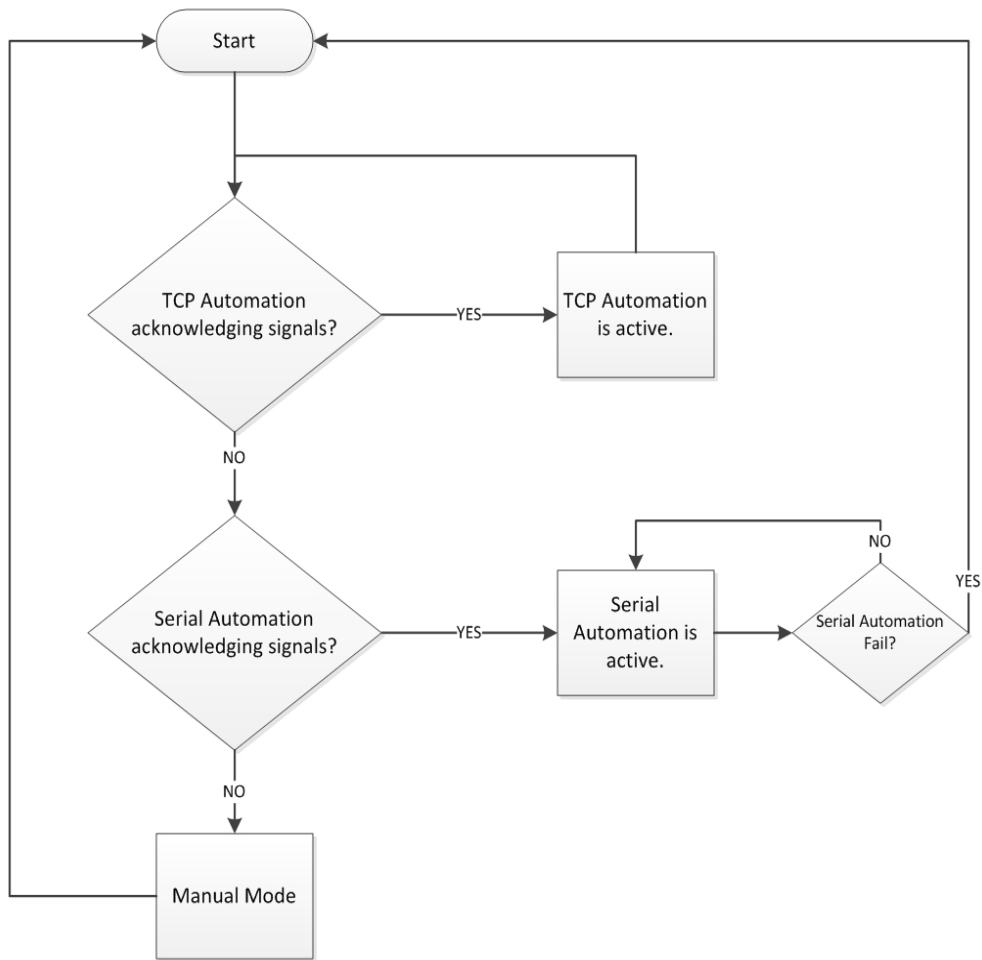 Start
TCP Automation
acknowledging signals?
YES
TCP Automation
is active.
NO
Serial Automation
acknowledging signals?
YES
Serial
Automation is
active.
NO
Serial Automation
Fail?
YES
NO
Manual Mode